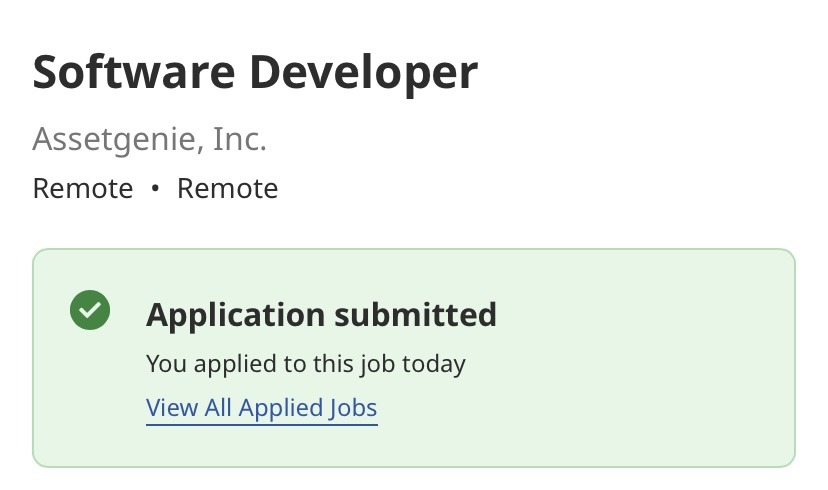 Software Developer
Assetgenie, Inc.
Remote • Remote
Application submitted
You applied to this job today
View All Applied Jobs